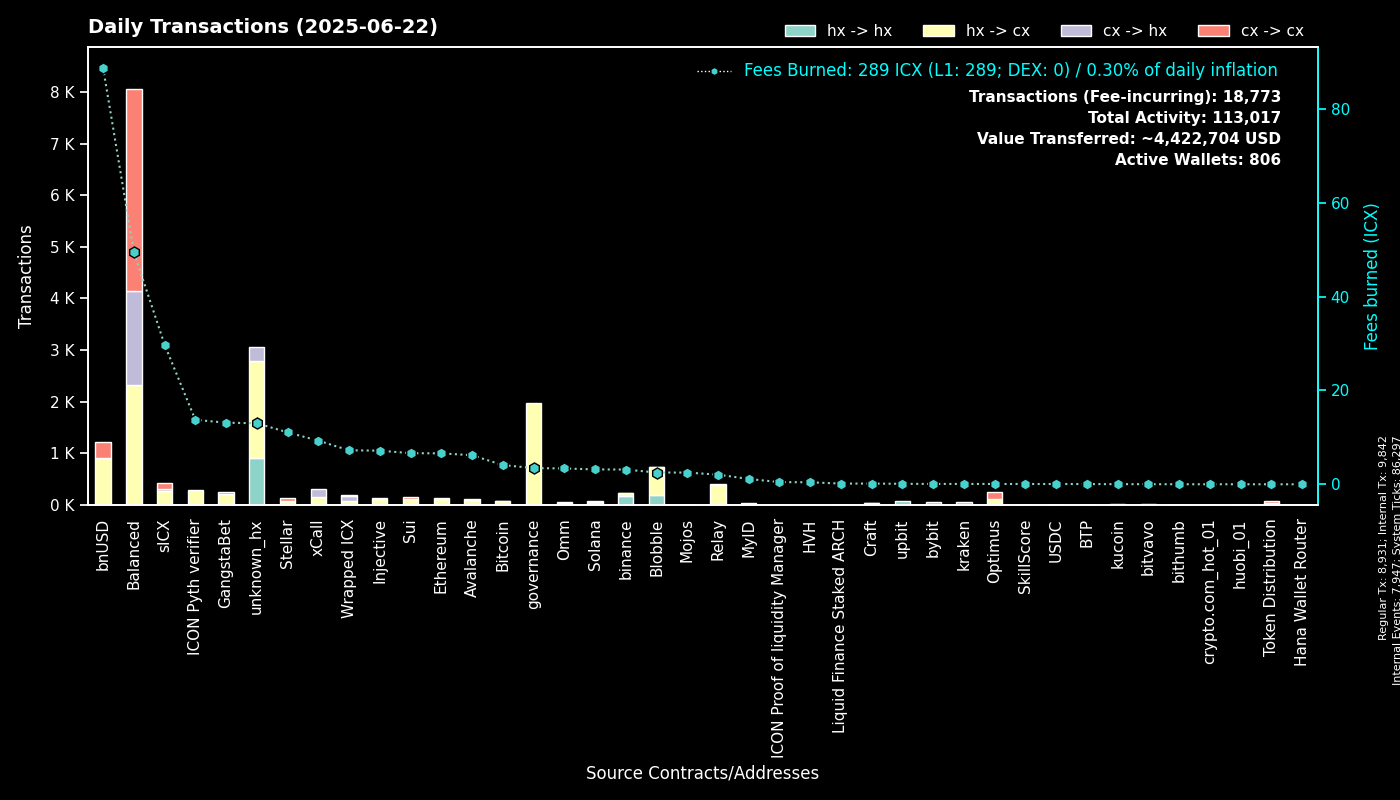 Daily Transactions (2025-06-22)
hx -> hx
hx -> cx
cx -> hx
cx -> cx
Fees Burned: 289 ICX (L1: 289; DEX: 0) / 0.30% of daily inflation
Transactions (Fee-incurring): 18,773
Total Activity: 113,017
Value Transferred: ~4,422,704 USD
Active Wallets: 806
8 K
7 K
6 K
5 K
4 K
3 K
2 K
1 K
0 K
Transactions
80
60
40
20
0
Fees burned (ICX)
bnUSD
Balanced
sICX
ICON Pyth verifier
GangstaBet
unknown_hx
Stellar
xCall
Wrapped ICX
Injective
Sui
Ethereum
Avalanche
Bitcoin
governance
Omm
Solana
binance
Blobble
Mojos
Relay
MyID
ICON Proof of liquidity Manager
HVH
Liquid Finance Staked ARCH
Craft
upbit
bybit
kraken
Optimus
SkillScore
USDC
BTP
kucoin
bitvavo
bithumb
crypto.com_hot_01
huobi_01
Token Distribution
Hana Wallet Router
Source Contracts/Addresses
Regular Tx: 8,931; Internal Tx: 9,842
Internal Events: 7,947; System Ticks: 86,297